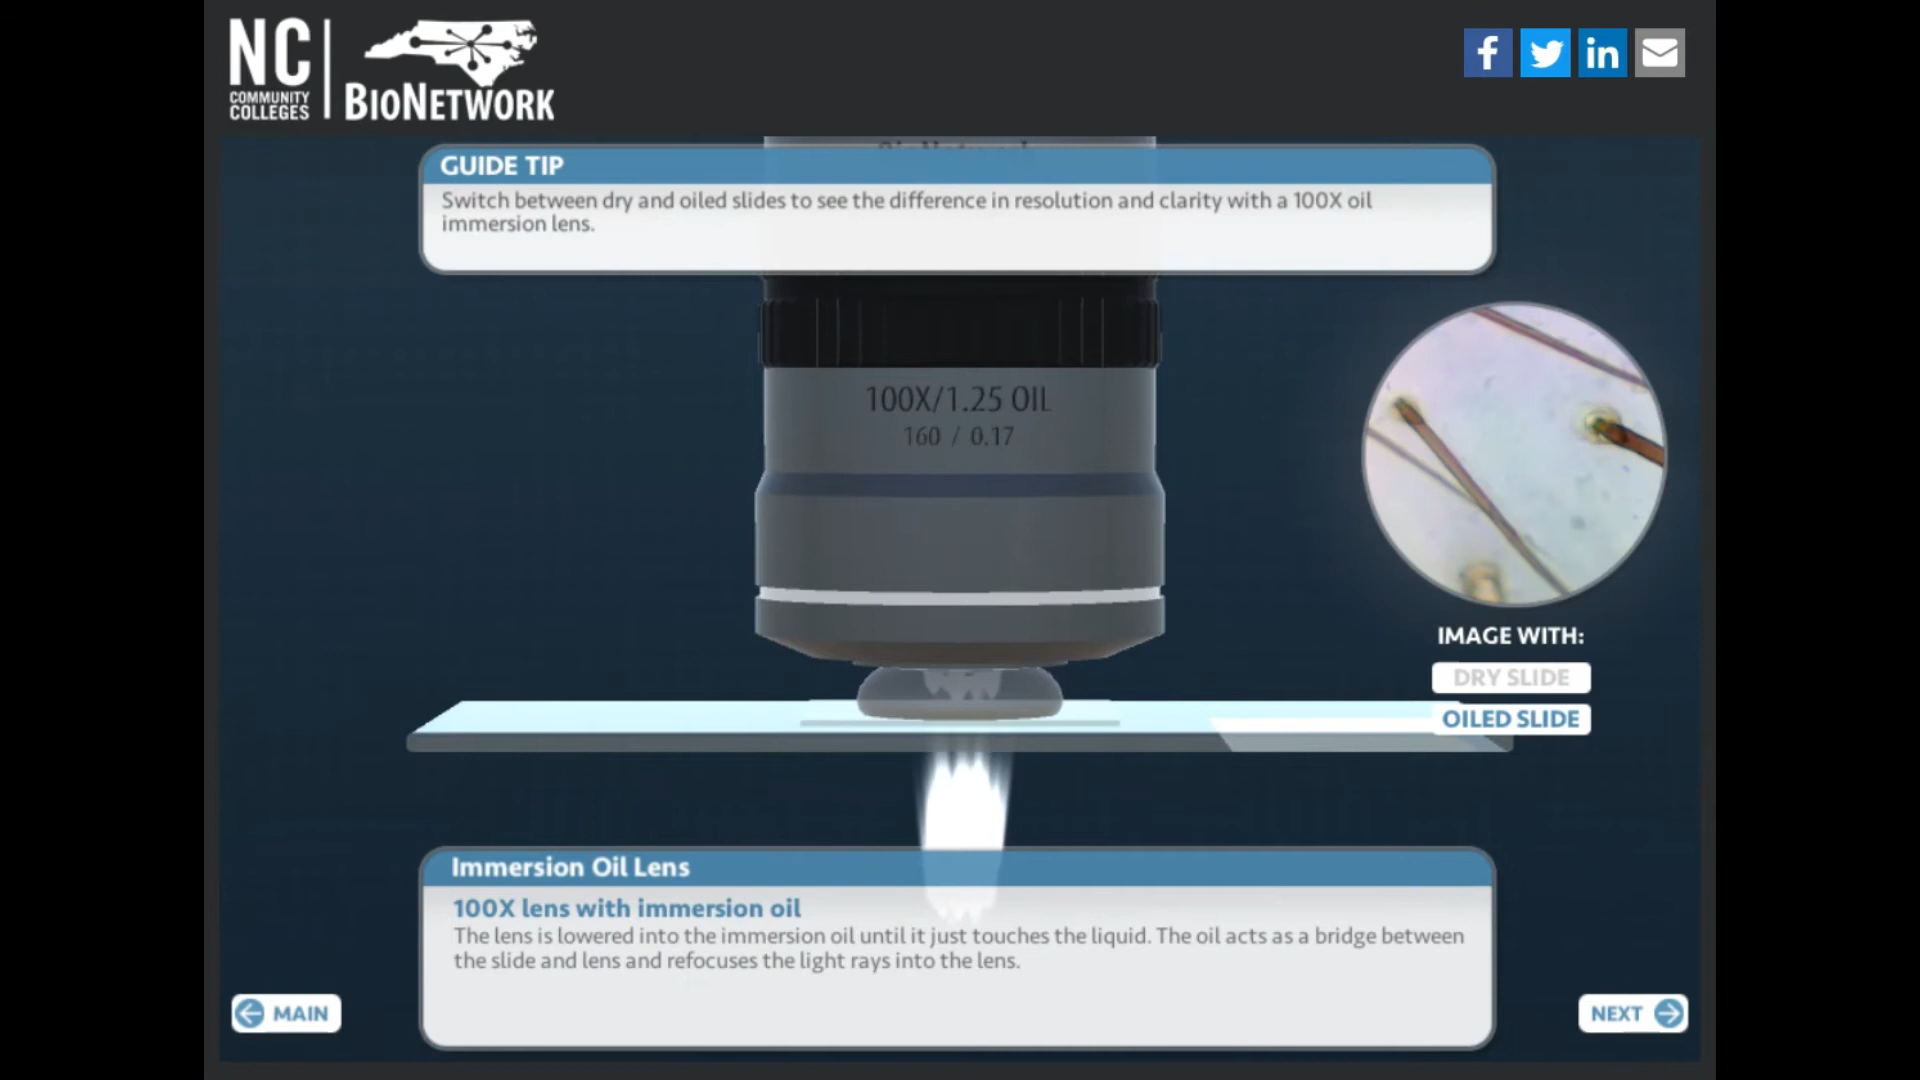 NC
COMMUNITY
COLLEGES
BIONETWORK
GUIDE TIP
Switch between dry and oiled slides to see the difference in resolution and clarity with a 100X oil
immersion lens.
100X/1.25 OIL
160 / 0.17
IMAGE WITH:
DRY SLIDE
OILED SLIDE
Immersion Oil Lens
100X lens with immersion oil
The lens is lowered into the immersion oil until it just touches the liquid. The oil acts as a bridge between
the slide and lens and refocuses the light rays into the lens.
MAIN
NEXT